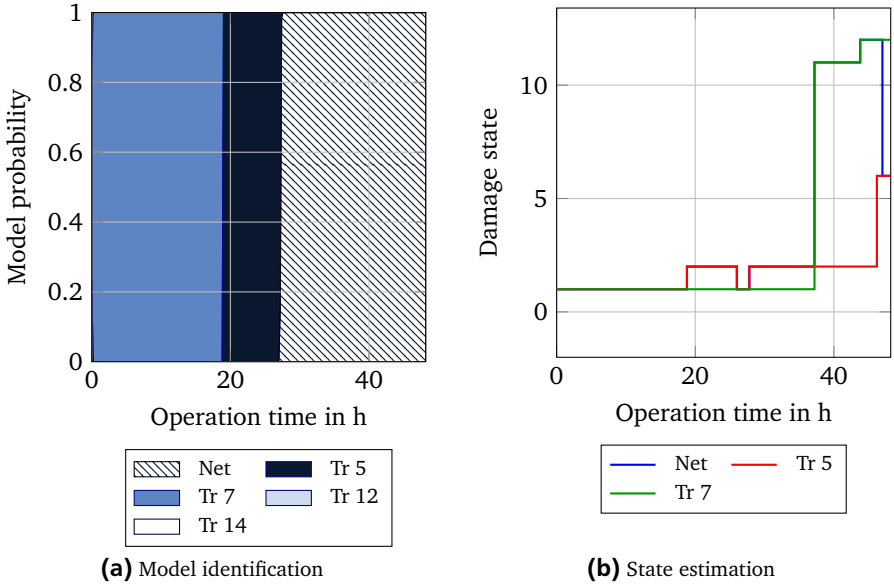 Model probability
1
0.8
0.6
0.4
0.2
0
0 20 40
Operation time in h
Net Tr 5
Tr 7 Tr 12
Tr 14
(a) Model identification
Damage state
10
5
0
0 20 40
Operation time in h
Net Tr 5
Tr 7
(b) State estimation